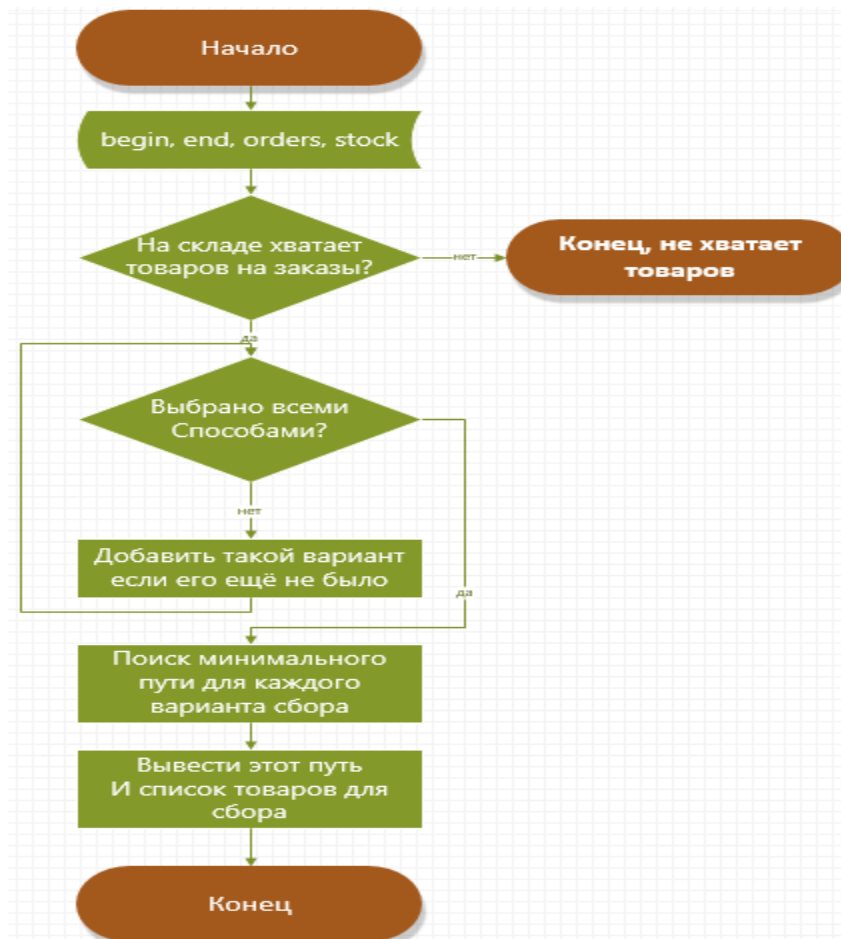 Начало
begin, end, orders, stock
На складе хватает
товаров на заказы?
нет
Конец, не хватает
товаров
да
Выбрано всеми
Способами?
нет
Добавить такой вариант
если его ещё не было
да
Поиск минимального
пути для каждого
варианта сбора
Вывести этот путь
И список товаров для
сбора
Конец